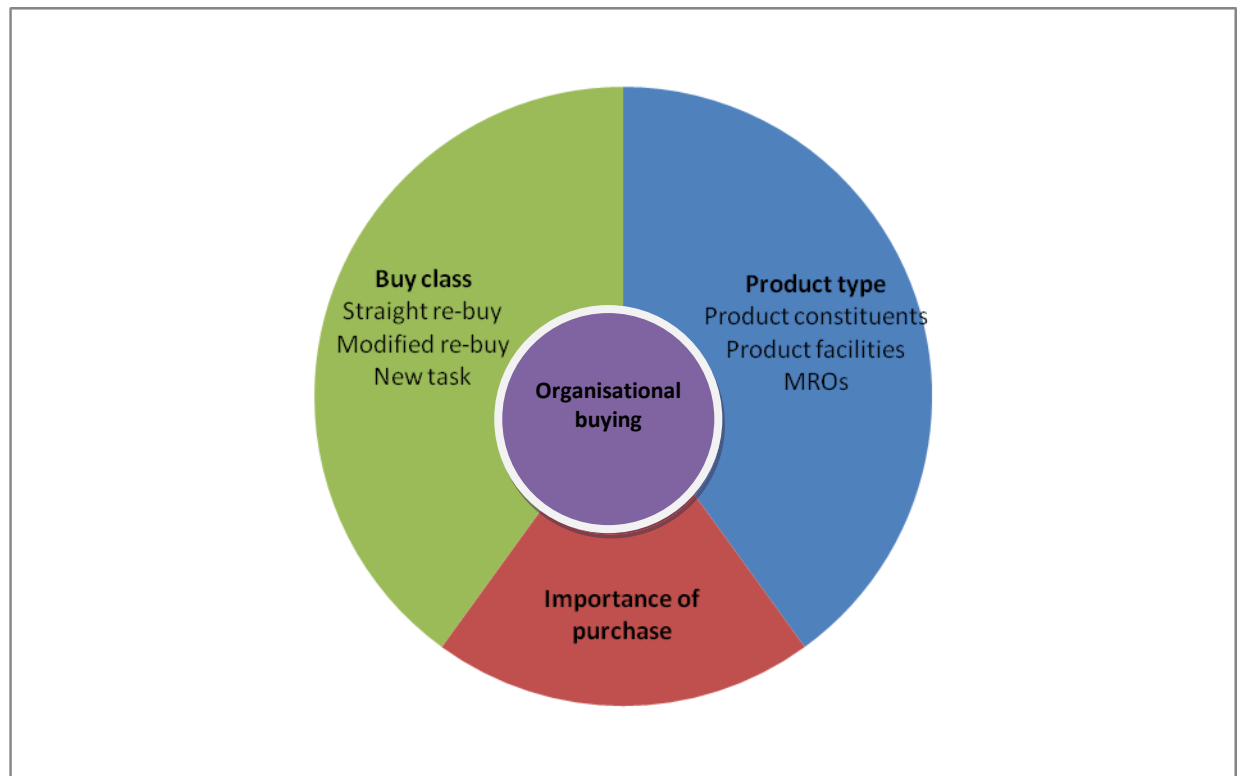 Buy class
Straight re-buy
Modified re-buy
New task
Product type
Product constituents
Product facilities
MROs
Organisational
buying
Importance of
purchase